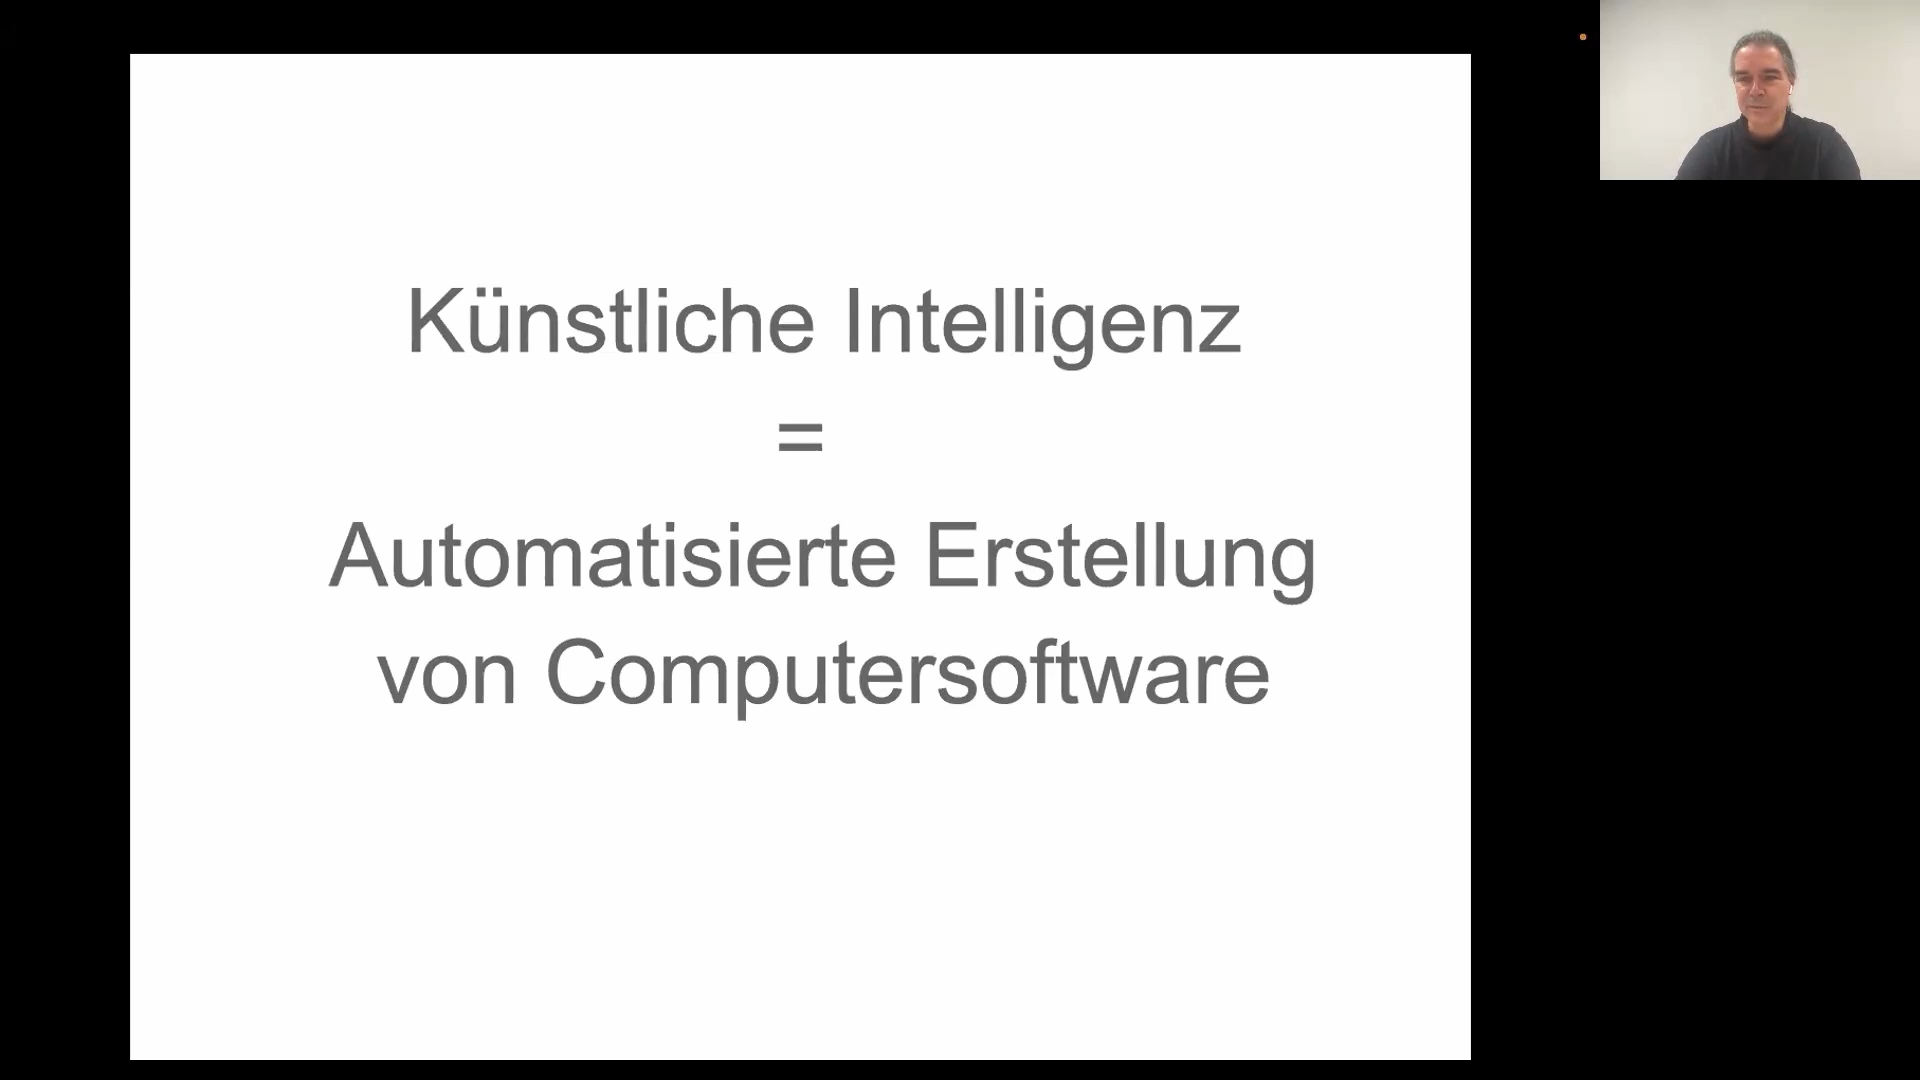 Künstliche Intelligenz
=
Automatisierte Erstellung
von Computersoftware